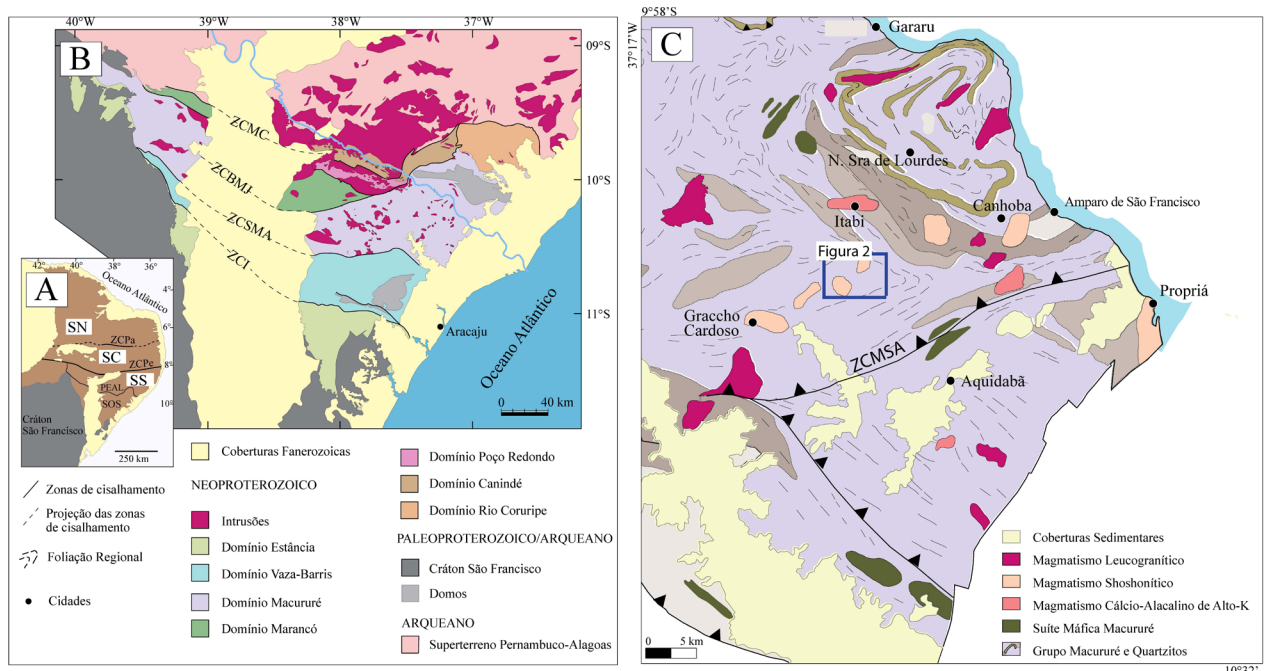 40°W
39°W
38°W
37°W
B
09°S
10°S
11°S
ZCMC
ZCBMJ
ZCSMA
ZCI
Aracaju
Oceano Atlântico
0 40 km
A
42°
38°
36°
Oceano Atlântico
4°
6°
8°
10°
SN
ZCPa
SC
ZCPe
SS
PEAL
SOS
Cráton
São Francisco
250 km
Zonas de cisalhamento
Projeção das zonas
de cisalhamento
Foliação Regional
Cidades
Coberturas Fanerozoicas
NEOPROTEROZOICO
Intrusões
Domínio Estância
Domínio Vaza-Barris
Domínio Macururé
Domínio Marancó
Domínio Poço Redondo
Domínio Canindé
Domínio Rio Coruripe
PALEOPROTEROZOICO/ARQUEANO
Cráton São Francisco
Domos
ARQUEANO
Superterreno Pernambuco-Alagoas
9°58'S
37°17'W
C
Gararu
N. Sra de Lourdes
Canhoba
Amparo de São Francisco
Itabi
Figura 2
Propriá
Graccho
Cardoso
ZCMSA
Aquidabã
0 5 km
Coberturas Sedimentares
Magmatismo Leucogranítico
Magmatismo Shoshonítico
Magmatismo Cálcio-Alacalino de Alto-K
Suíte Máfica Macururé
Grupo Macururé e Quartzitos